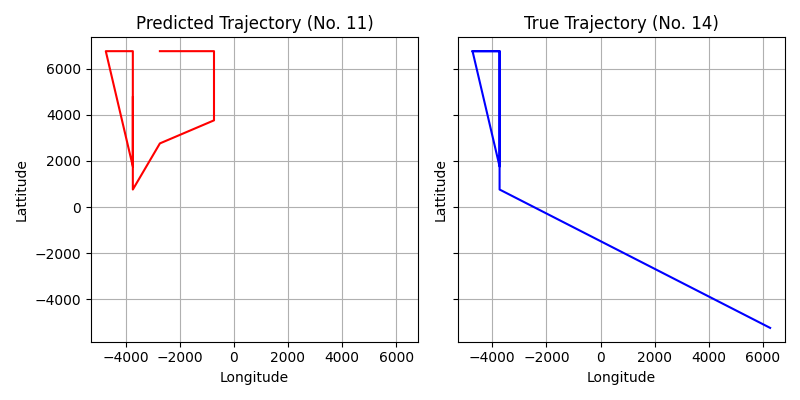 Predicted Trajectory (No. 11)
True Trajectory (No. 14)
Lattitude
6000
4000
2000
0
−2000
−4000
−4000 −2000 0 2000 4000 6000
Longitude
Lattitude
−4000 −2000 0 2000 4000 6000
Longitude